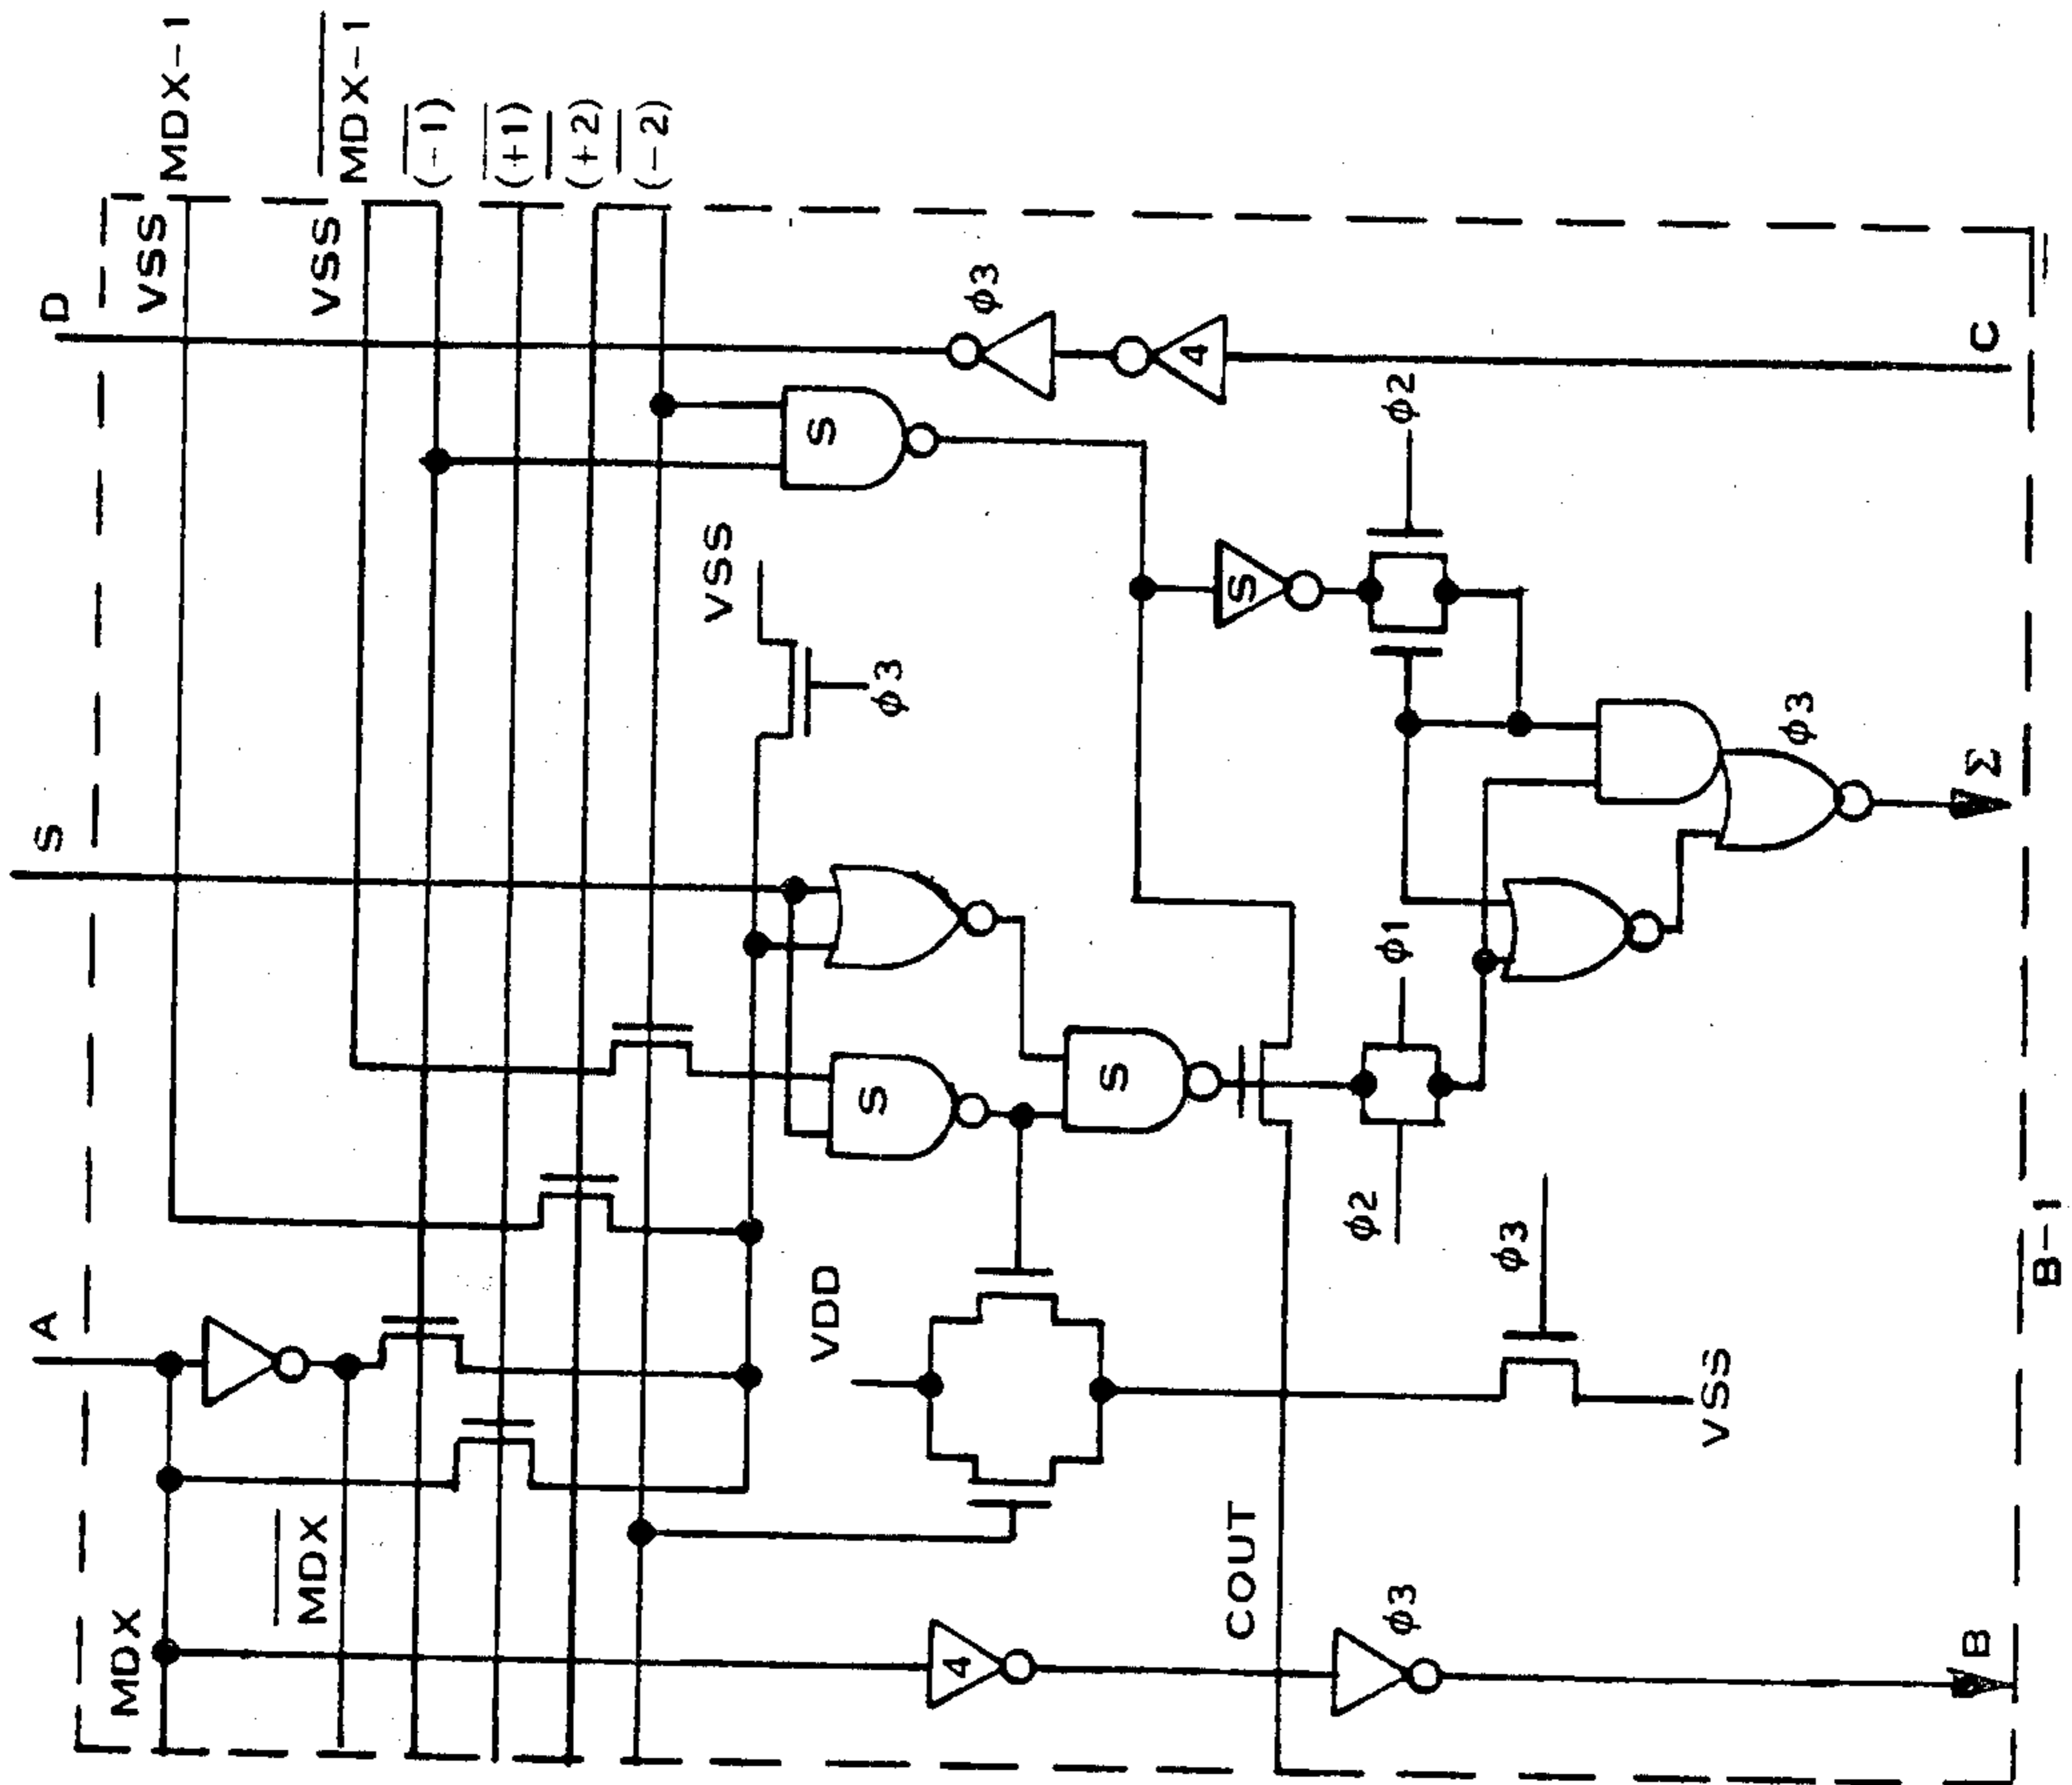 MDX-1
VSS
MDX-1
VSS
(-1)
(+1)
(+2)
(-2)
D
S
A
MDX
MDX
φ3
4
S
φ2
VSS
φ3
S
S
S
φ1
φ2
φ3
Σ
VDD
COUT
φ3
VSS
4
φ3
B
C
B-1